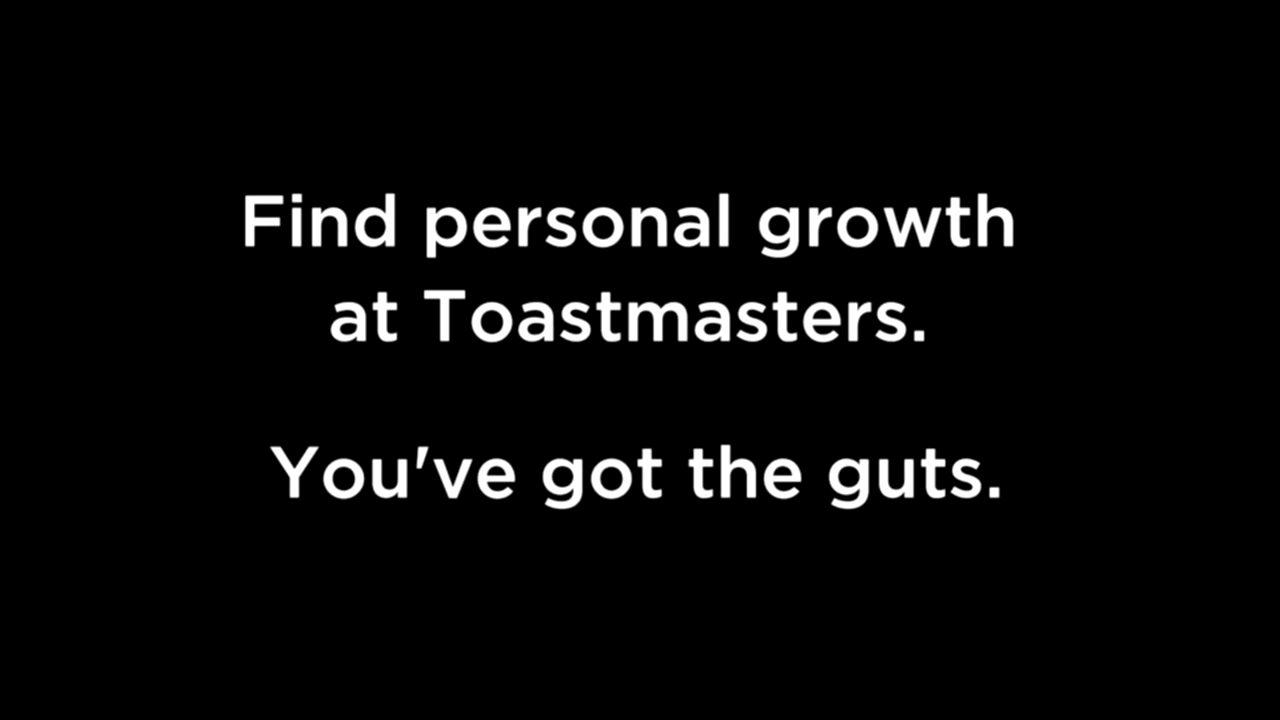 Find personal growth
at Toastmasters.
You've got the guts.